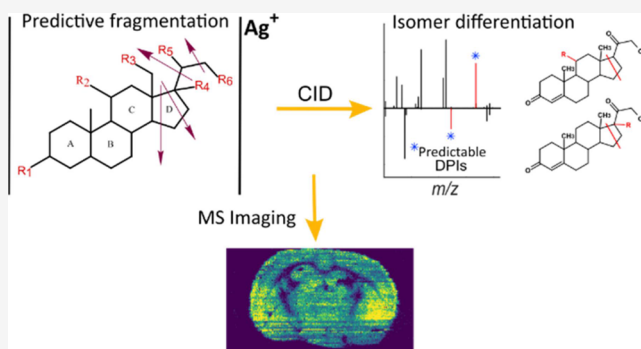 Predictive fragmentation
Ag+
R5
R3
R2
R4
R6
C
D
A
B
R1
CID
MS Imaging
Isomer differentiation
*
*
*Predictable
DPIs
m/z
O
O
R
CH3
CH3
O
O
O
CH3
R
CH3
O